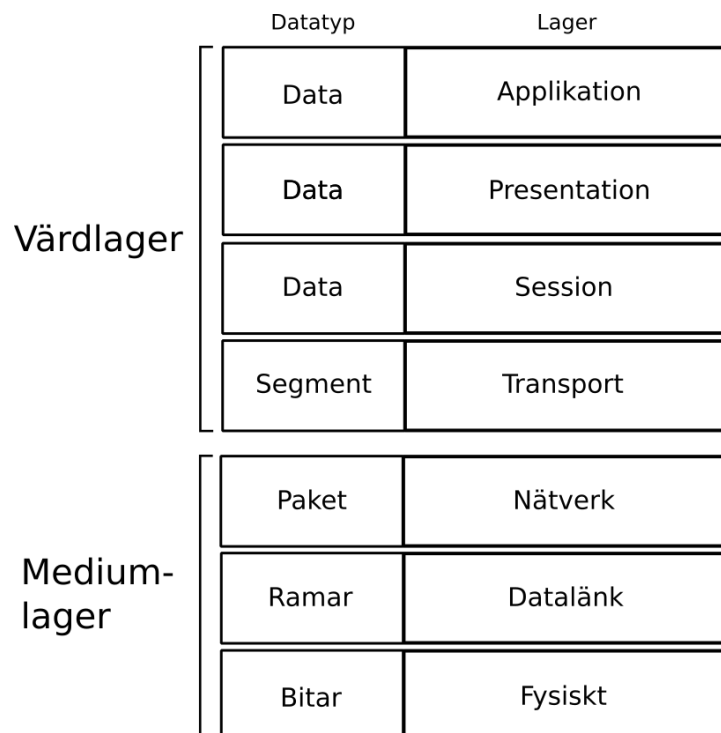 Datatyp Lager
Data Applikation
Data Presentation
Värdlager
Data Session
Segment Transport
Paket Nätverk
Medium-
lager
Ramar Datalänk
Bitar Fysiskt